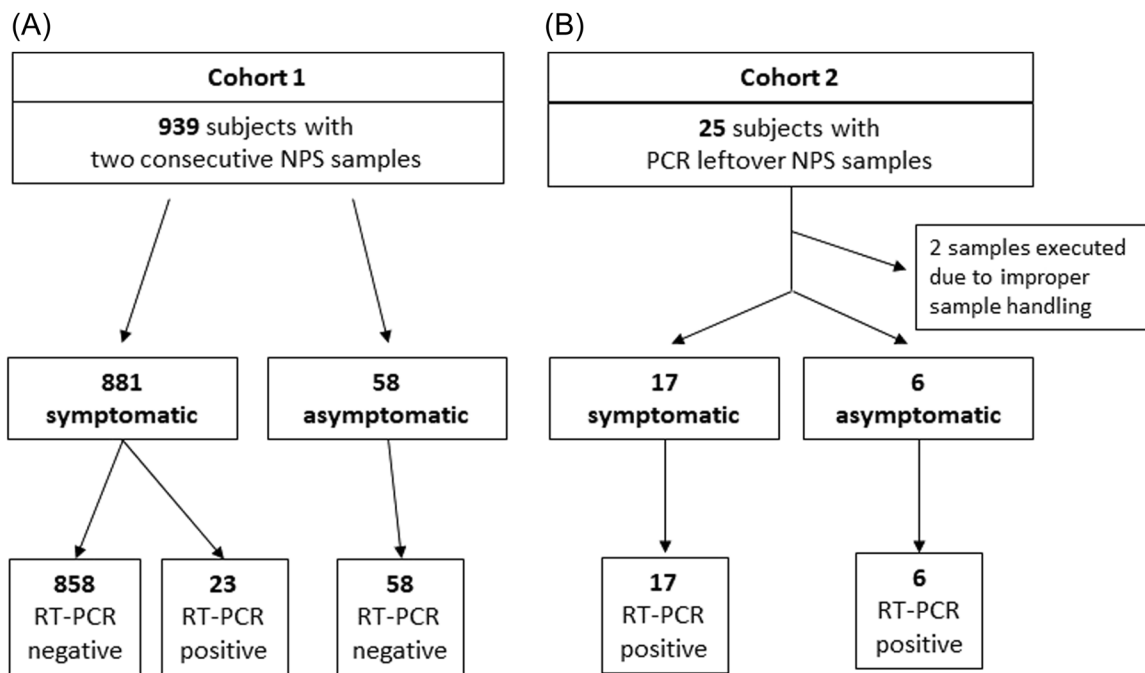 (A)
Cohort 1
939 subjects with
two consecutive NPS samples
881
symptomatic
58
asymptomatic
858
RT-PCR
negative
23
RT-PCR
positive
58
RT-PCR
negative
(B)
Cohort 2
25 subjects with
PCR leftover NPS samples
2 samples executed
due to improper
sample handling
17
symptomatic
6
asymptomatic
17
RT-PCR
positive
6
RT-PCR
positive